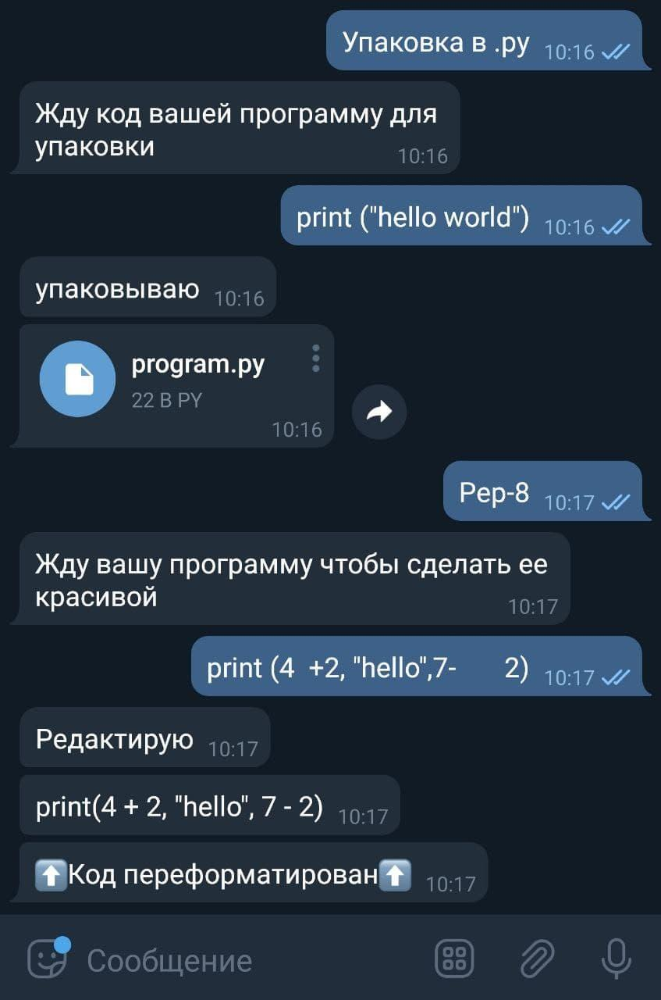 Упаковка в .py 10:16
Жду код вашей программу для
упаковки 10:16
print ("hello world") 10:16
упаковываю 10:16
program.py
22 B PY
10:16
Pep-8 10:17
Жду вашу программу чтобы сделать ее
красивой 10:17
print (4  +2, "hello",7-       2) 10:17
Редактирую 10:17
print(4 + 2, "hello", 7 - 2) 10:17
⬆️Код переформатирован⬆️ 10:17
Сообщение